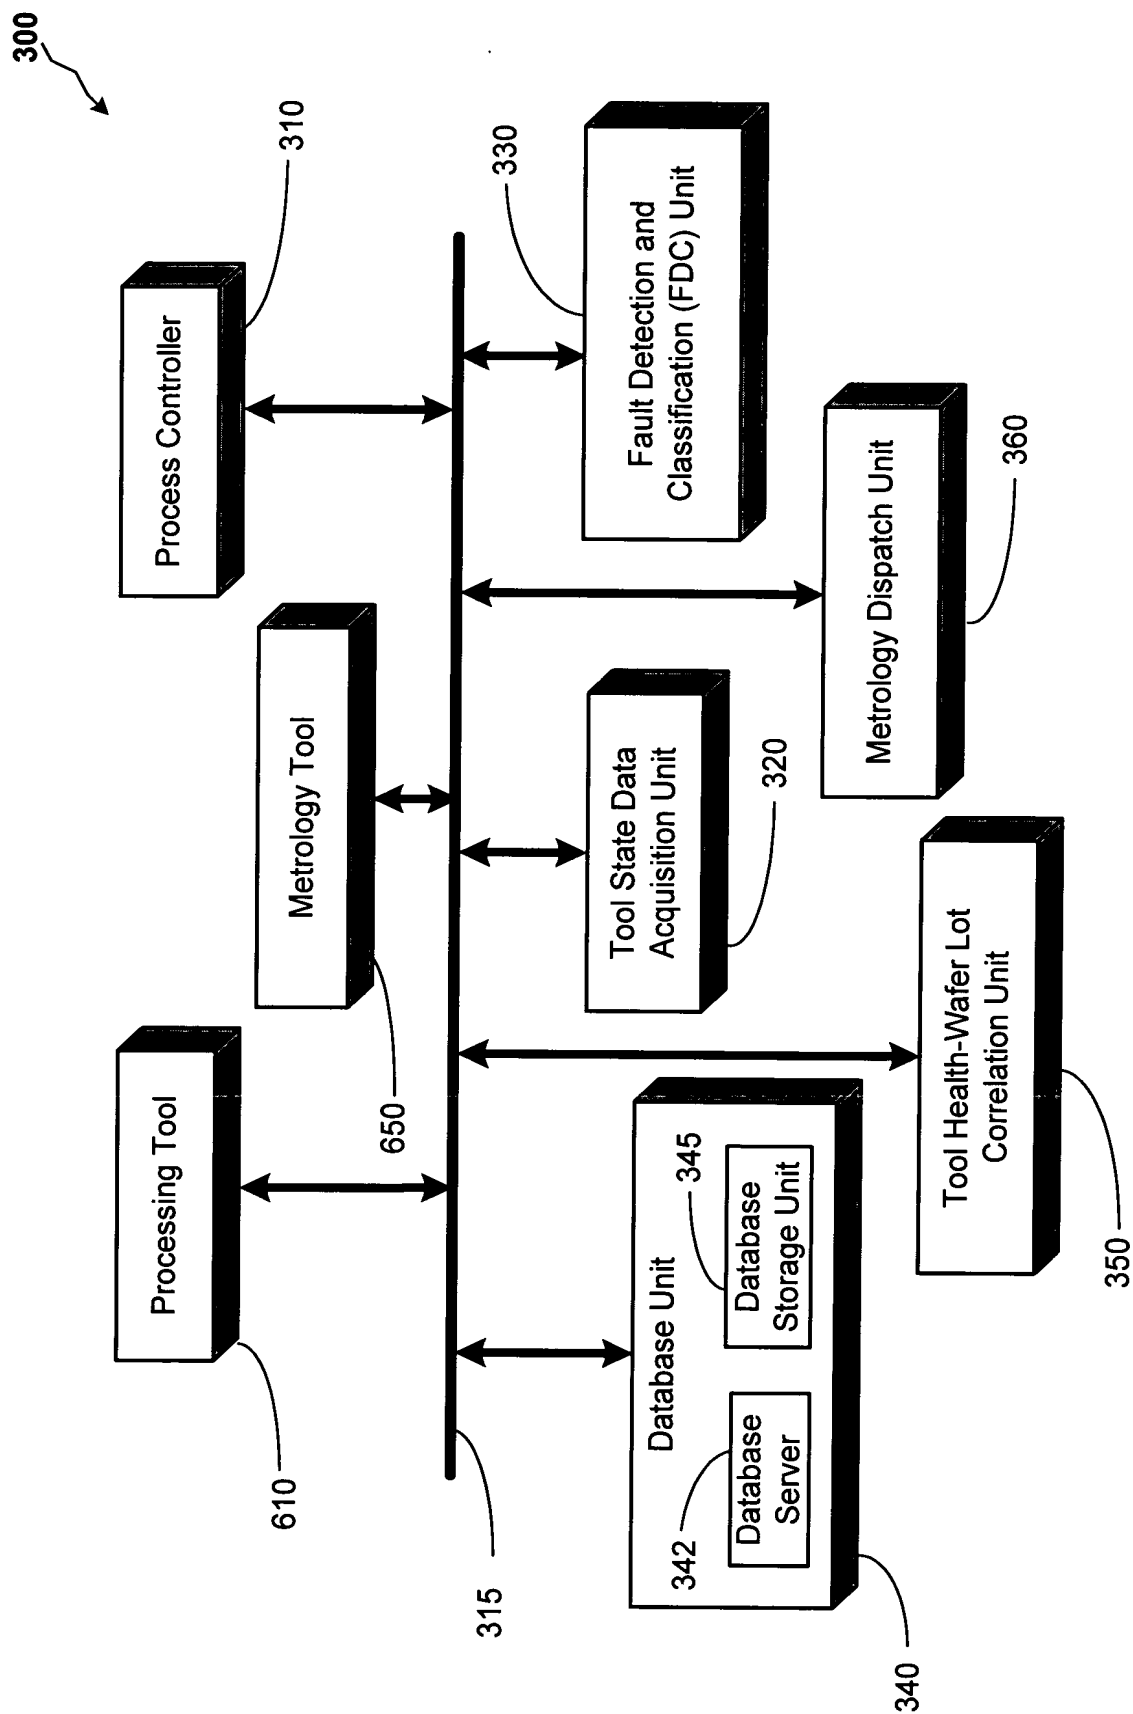 300
Processing Tool
610
Metrology Tool
650
Process Controller
310
315
Database Unit
342
Database
Server
345
Database
Storage Unit
340
Tool State Data
Acquisition Unit
320
Fault Detection and
Classification (FDC) Unit
330
Tool Health-Wafer Lot
Correlation Unit
350
Metrology Dispatch Unit
360